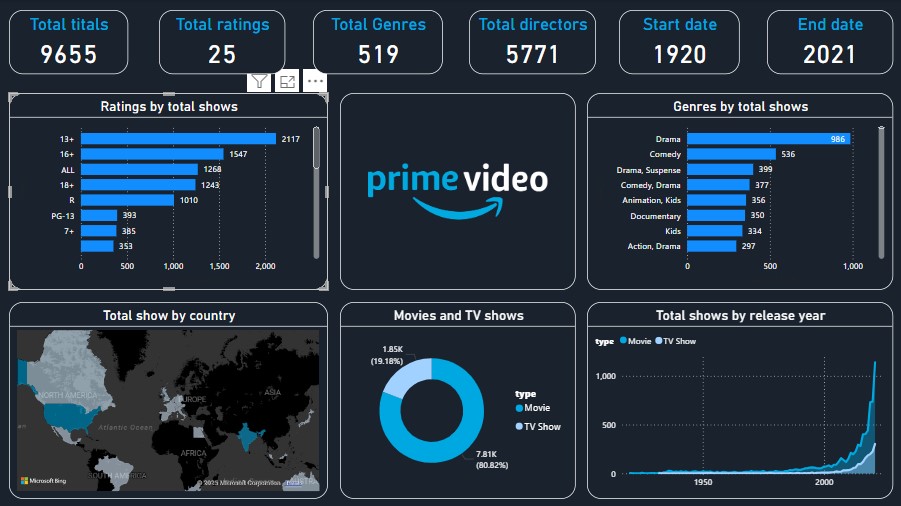 Total titals
9655
Total ratings
25
Total Genres
519
Total directors
5771
Start date
1920
End date
2021
Ratings by total shows
13+
2117
16+
1547
ALL
1268
18+
1243
R
1010
PG-13
393
7+
385
353
0
500
1,000
1,500
2,000
prime video
Genres by total shows
Drama
986
Comedy
536
Drama, Suspense
399
Comedy, Drama
377
Animation, Kids
356
Documentary
350
Kids
334
Action, Drama
297
0
500
1,000
Total show by country
NORTH AMERICA
EUROPE
ASIA
Atlantic Ocean
AFRICA
SOUTH AMERICA
Microsoft Bing
© 2025 Microsoft Corporation
Terms
Movies and TV shows
1.85K
(19.18%)
7.81K
(80.82%)
type
Movie
TV Show
Total shows by release year
type Movie TV Show
1,000
500
0
1950
2000